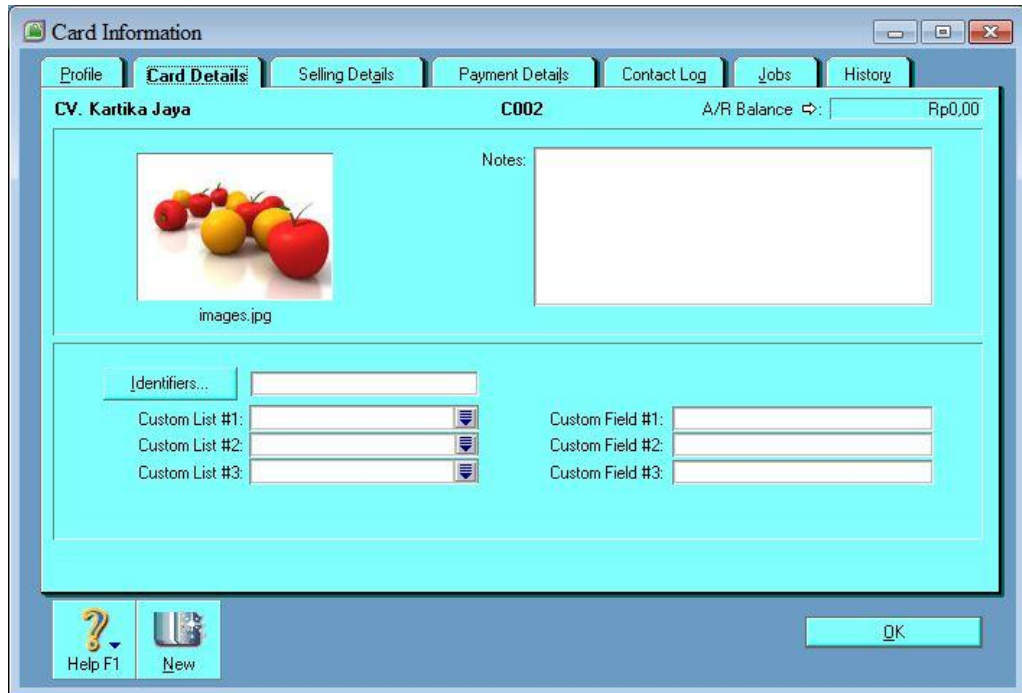 Card Information
Profile Card Details Selling Details Payment Details Contact Log Jobs History
CV. Kartika Jaya C002 A/R Balance ⇨: Rp0,00
Notes:
images.jpg
Identifiers...
Custom List #1: Custom Field #1:
Custom List #2: Custom Field #2:
Custom List #3: Custom Field #3:
Help F1 New OK